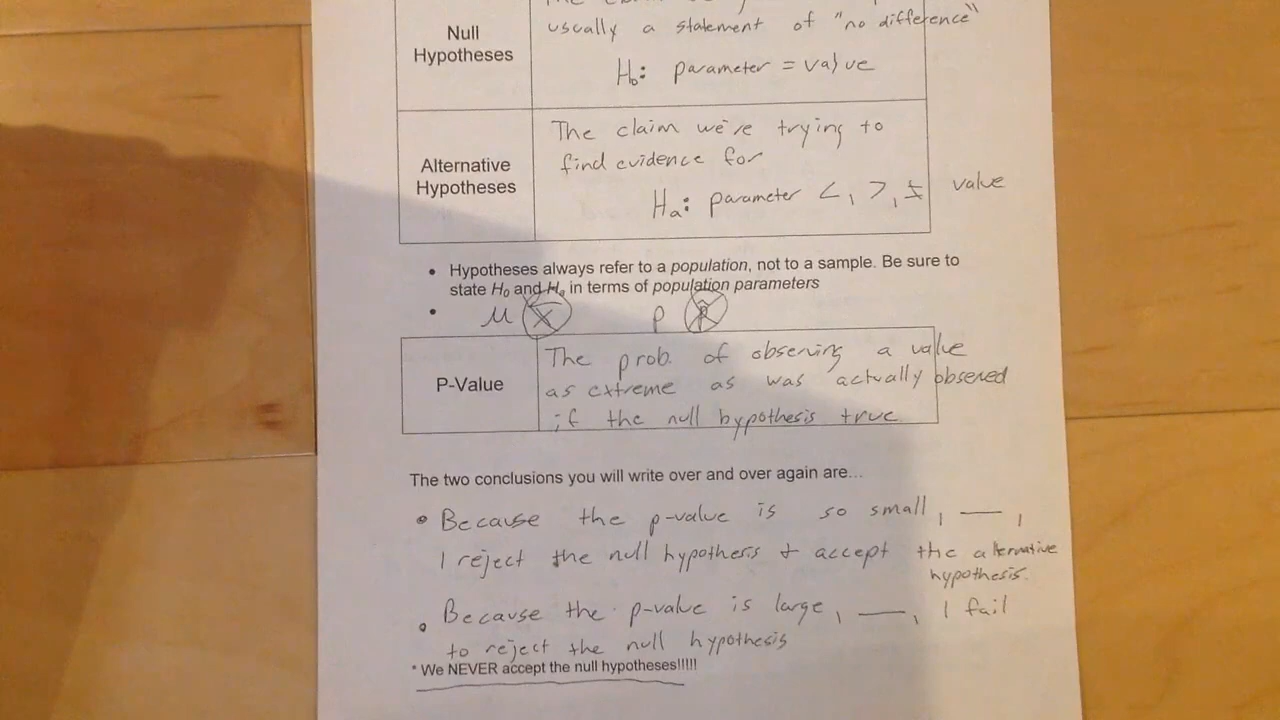 usually a statement of "no difference"
Null
Hypotheses
H₀: parameter = value
The claim we're trying to
find evidence for
Alternative
Hypotheses
Hₐ: parameter <, >, ≠ value
• Hypotheses always refer to a population, not to a sample. Be sure to
state H₀ and Hₐ in terms of population parameters
• μ x̄ p p̂
P-Value
The prob. of observing a value
as extreme as was actually obsered
if the null hypothesis true
The two conclusions you will write over and over again are…
• Because the p-value is so small, __,
I reject the null hypothesis + accept the alternative
hypothesis.
• Because the p-value is large, __, I fail
to reject the null hypothesis
* We NEVER accept the null hypotheses!!!!!